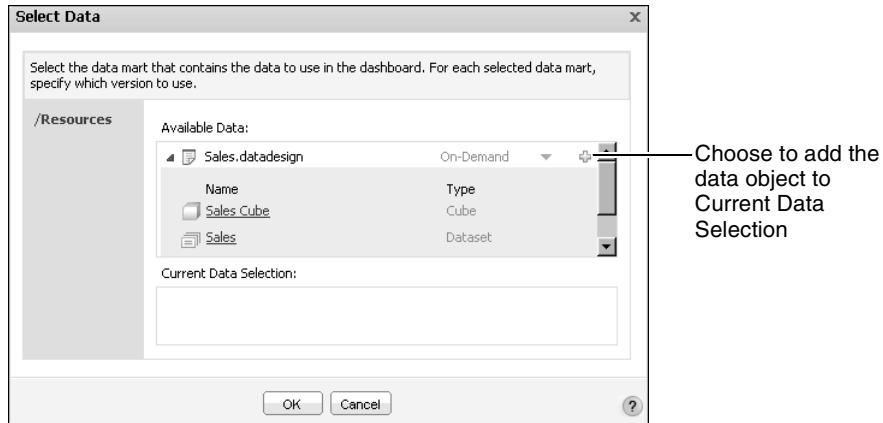 Select Data
x
Select the data mart that contains the data to use in the dashboard. For each selected data mart,
specify which version to use.
/Resources
Available Data:
Sales.datadesign On-Demand
Name Type
Sales Cube Cube
Sales Dataset
Current Data Selection:
OK Cancel
?
Choose to add the
data object to
Current Data
Selection